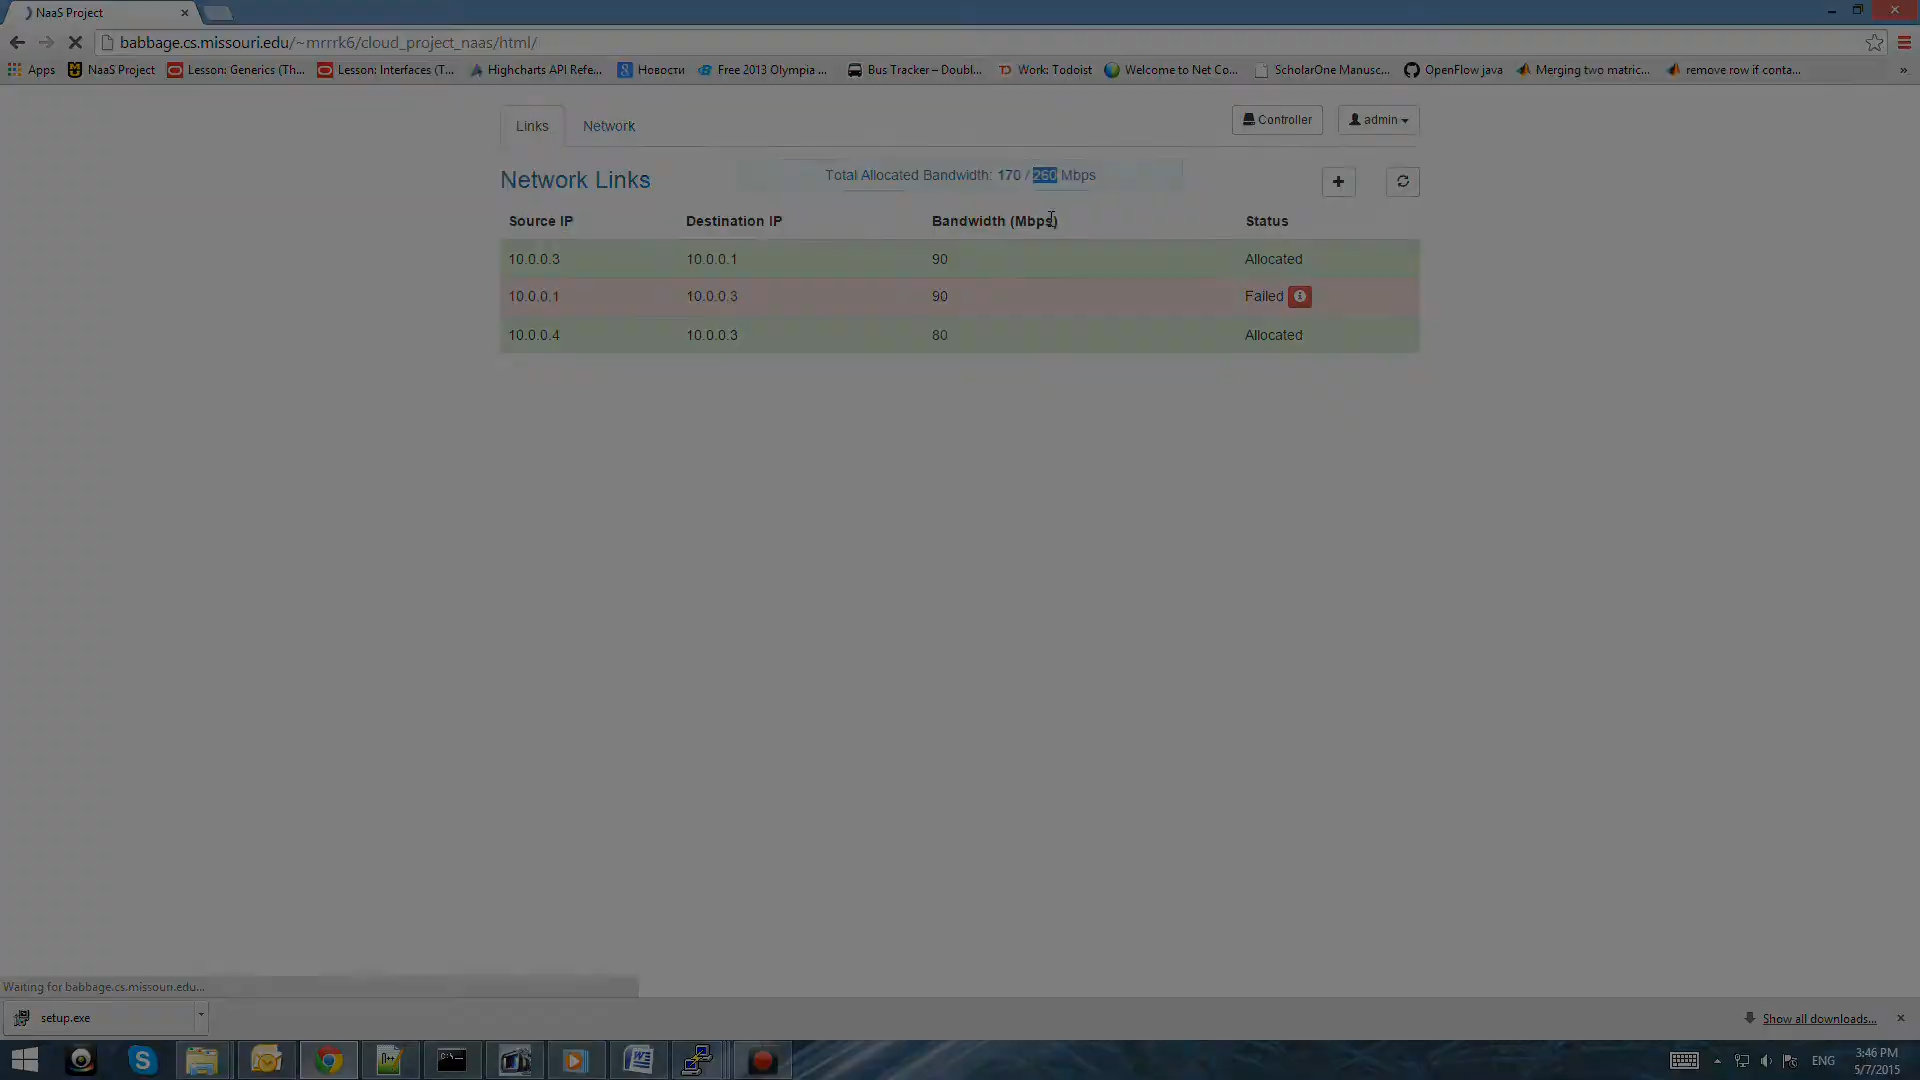 NaaS Project
babbage.cs.missouri.edu/~mrrrk6/cloud_project_naas/html/
Apps NaaS Project Lesson: Generics (Th... Lesson: Interfaces (T... Highcharts API Refe... Новости Free 2013 Olympia ... Bus Tracker – Doubl... Work: Todoist Welcome to Net Co... ScholarOne Manusc... OpenFlow java Merging two matric... remove row if conta... »
Links Network Controller admin
Network Links Total Allocated Bandwidth: 170 / 260 Mbps
Source IP Destination IP Bandwidth (Mbps) Status
10.0.0.3 10.0.0.1 90 Allocated
10.0.0.1 10.0.0.3 90 Failed
10.0.0.4 10.0.0.3 80 Allocated
Waiting for babbage.cs.missouri.edu...
setup.exe Show all downloads...
ENG 3:46 PM
5/7/2015